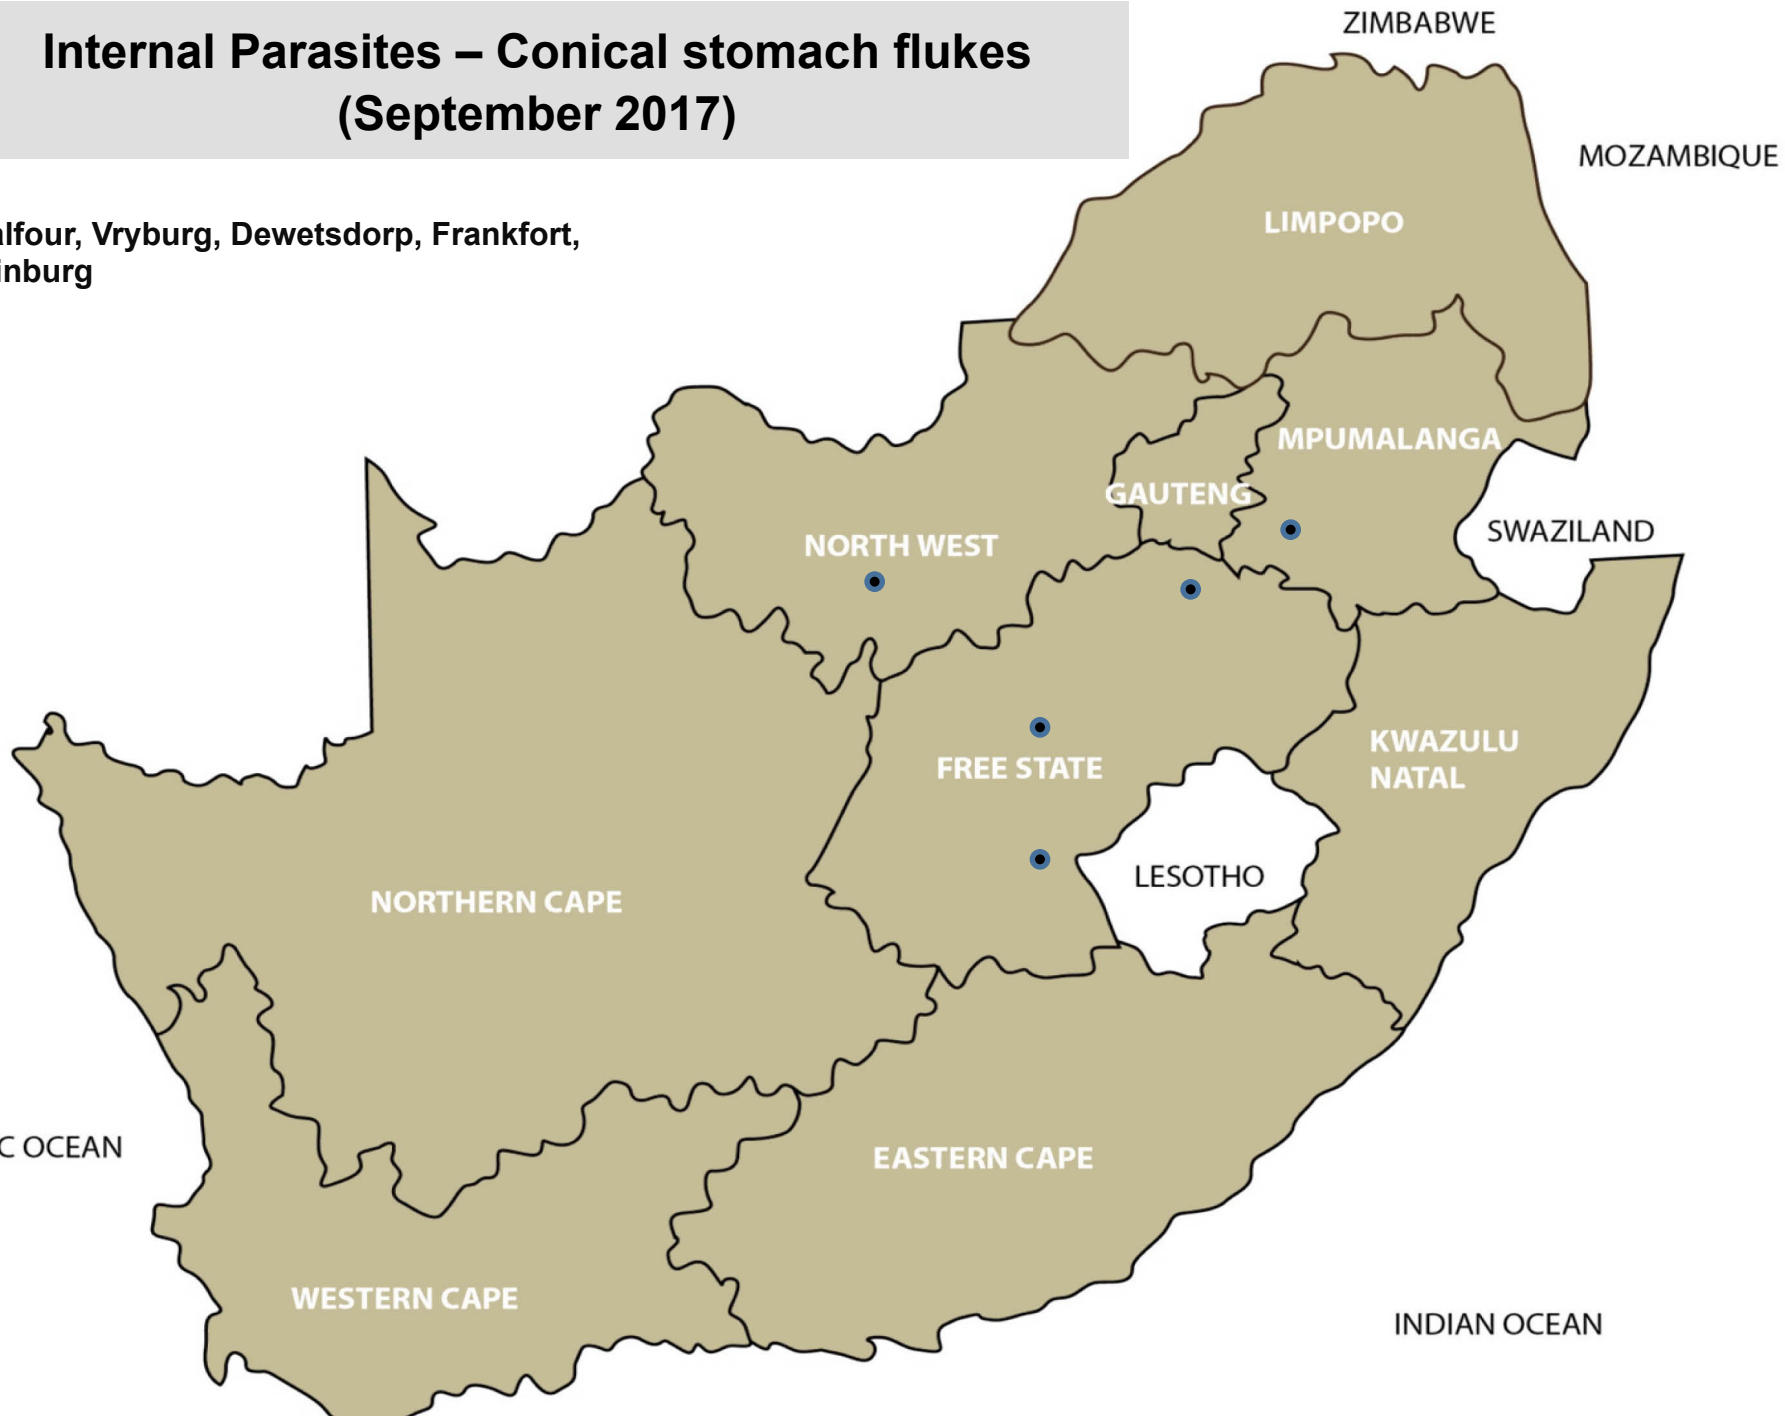 Internal Parasites – Conical stomach flukes
(September 2017)
alfour, Vryburg, Dewetsdorp, Frankfort,
inburg
ZIMBABWE
MOZAMBIQUE
LIMPOPO
MPUMALANGA
GAUTENG
SWAZILAND
NORTH WEST
KWAZULU
NATAL
FREE STATE
LESOTHO
NORTHERN CAPE
C OCEAN
EASTERN CAPE
WESTERN CAPE
INDIAN OCEAN